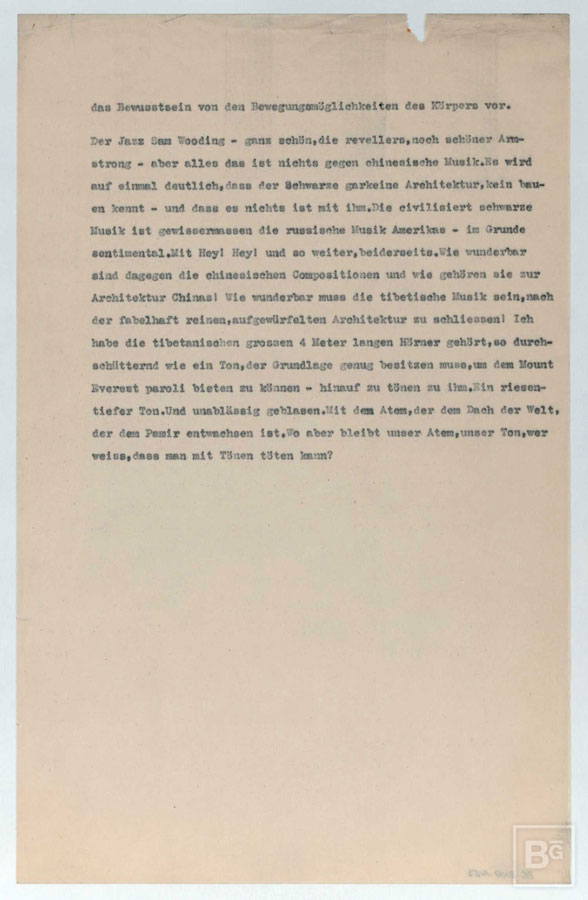 das Bewusstsein von den Bewegungsmöglichkeiten des Körpers vor.
Der Jazz Sam Wooding - ganz schön,die revellers,noch schöner Arm-
strong - aber alles das ist nichts gegen chinesische Musik.Es wird
auf einmal deutlich,dass der Schwarze garkeine Architektur,kein bau-
en kennt - und dass es nichts ist mit ihm.Die civilisiert schwarze
Musik ist gewissermassen die russische Musik Amerikas - im Grunde
sentimental.Mit Hey! Hey! und so weiter,beiderseits.Wie wunderbar
sind dagegen die chinesischen Compositionen und wie gehören sie zur
Architektur Chinas! Wie wunderbar muss die tibetische Musik sein,nach
der fabelhaft reinen,aufgewürfelten Architektur zu schliessen! Ich
habe die tibetanischen grossen 4 Meter langen Hörner gehört,so durch-
schütternd wie ein Ton,der Grundlage genug besitzen muss,um dem Mount
Everest paroli bieten zu können - hinauf zu tönen zu ihm.Ein riesen-
tiefer Ton.Und unablässig geblasen.Mit dem Atem,der dem Dach der Welt,
der dem Pamir entwachsen ist.Wo aber bleibt unser Atem,unser Ton,wer
weiss,dass man mit Tönen töten kann?
BG